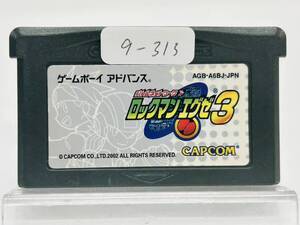 9-313
ゲームボーイ アドバンス®
AGB-A6BJ-JPN
ロックマン エグゼ3
© CAPCOM CO., LTD. 2002 ALL RIGHTS RESERVED.
CAPCOM